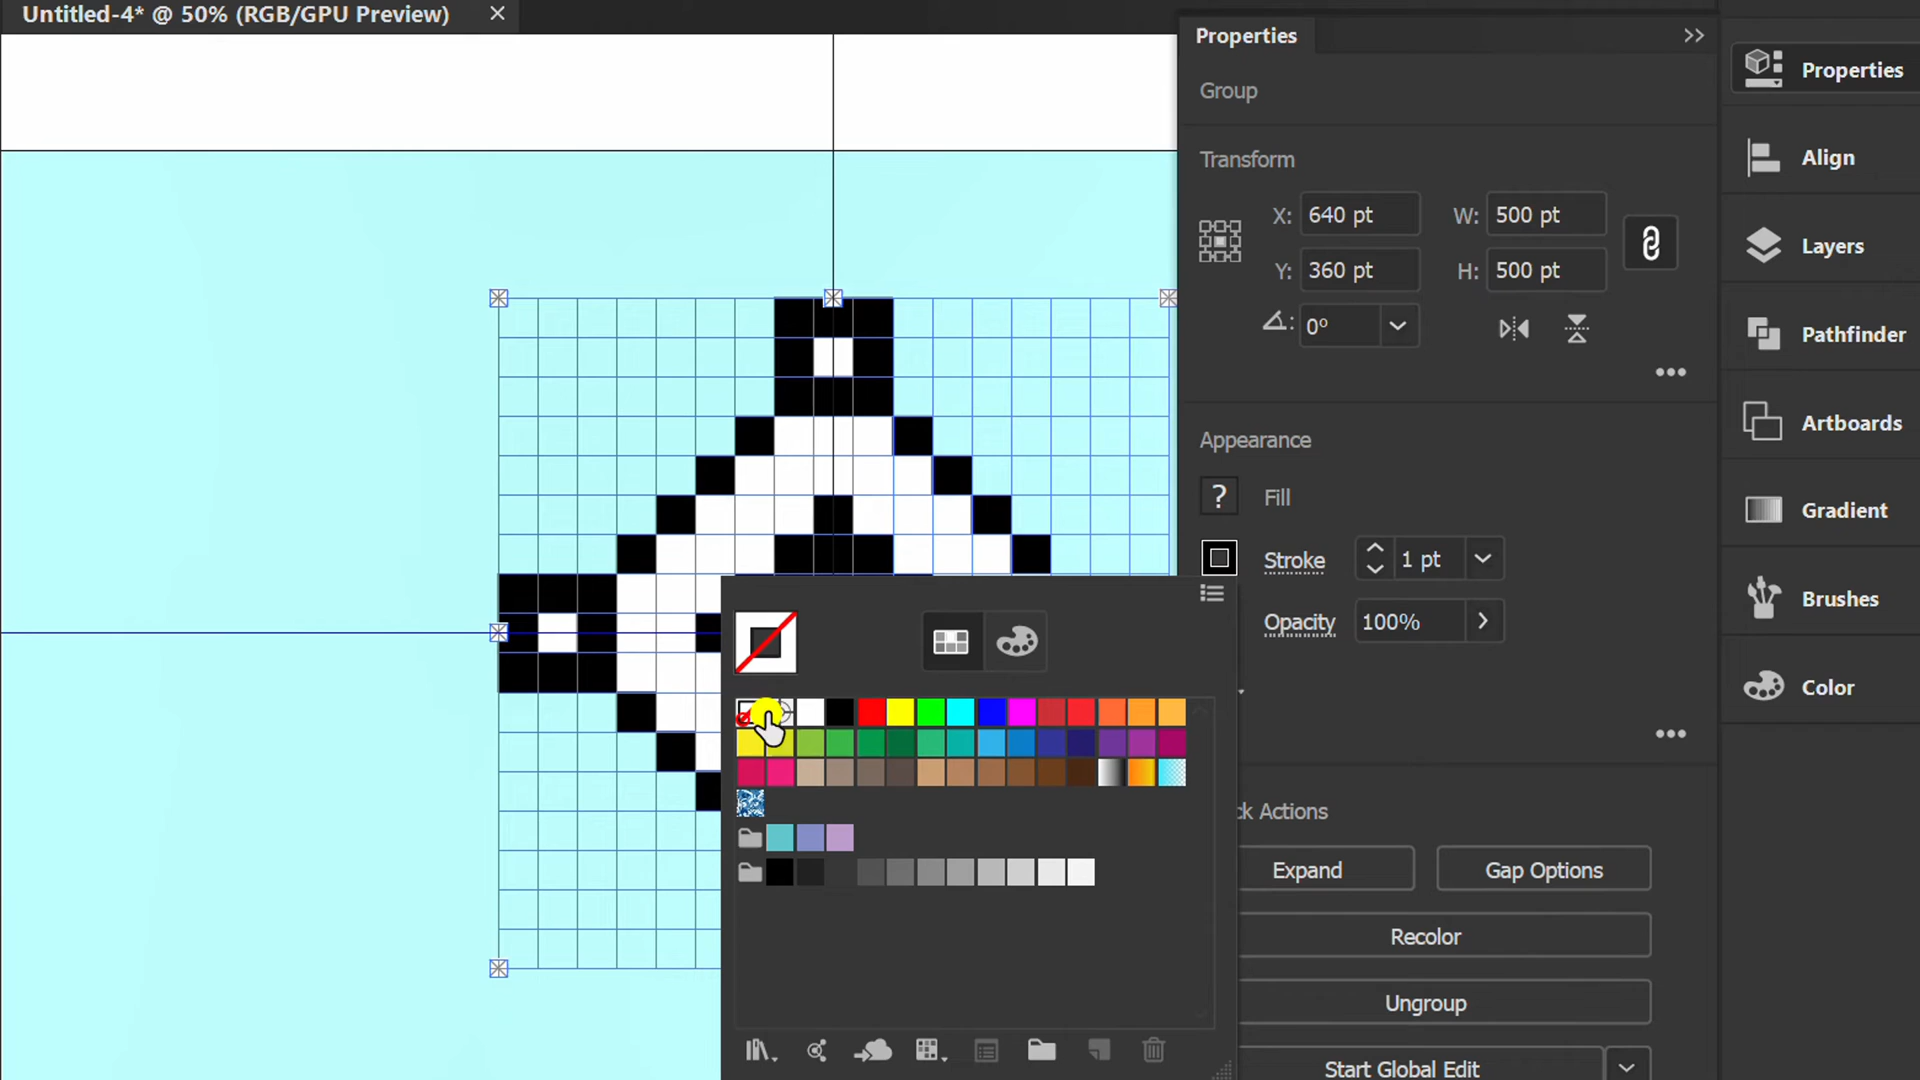 Untitled-4* @ 50% (RGB/GPU Preview)
Properties
Group
Transform
X: 640 pt W: 500 pt
Y: 360 pt H: 500 pt
0°
Appearance
? Fill
Stroke 1 pt
Opacity 100%
ck Actions
Expand Gap Options
Recolor
Ungroup
Start Global Edit
Properties
Align
Layers
Pathfinder
Artboards
Gradient
Brushes
Color